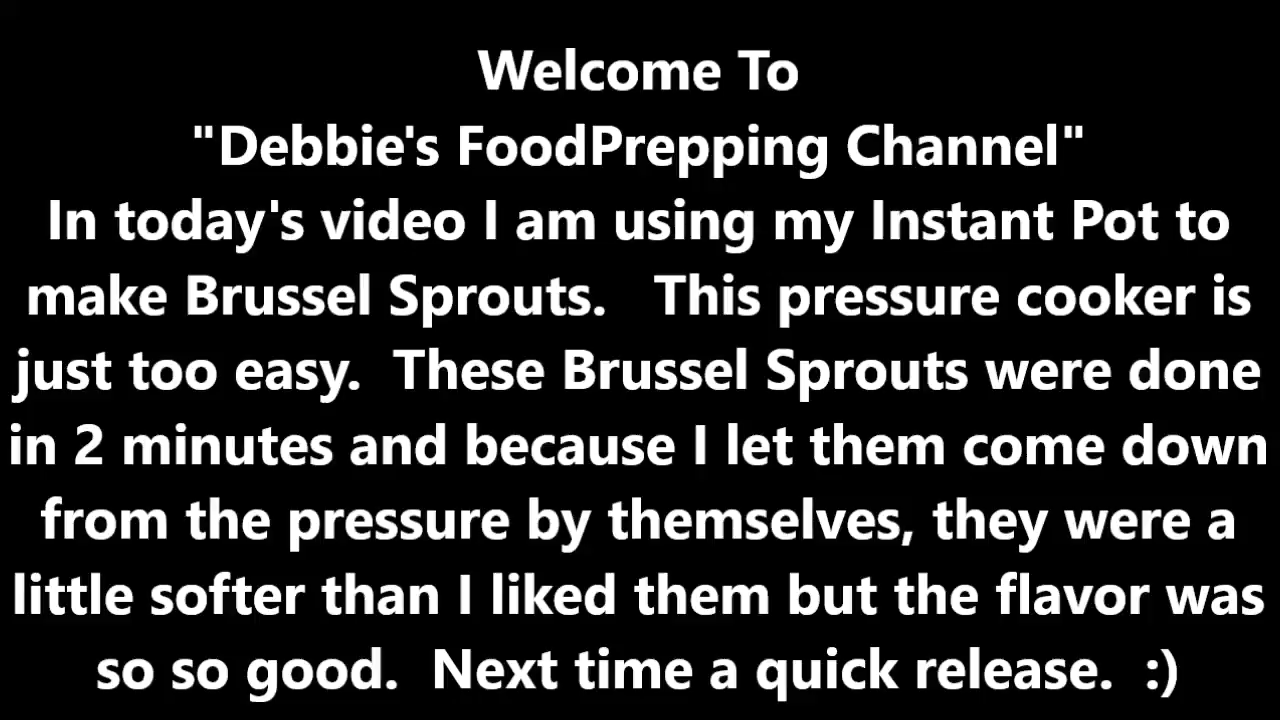 Welcome To
"Debbie's FoodPrepping Channel"
In today's video I am using my Instant Pot to
make Brussel Sprouts.   This pressure cooker is
just too easy.  These Brussel Sprouts were done
in 2 minutes and because I let them come down
from the pressure by themselves, they were a
little softer than I liked them but the flavor was
so so good.  Next time a quick release.  :)